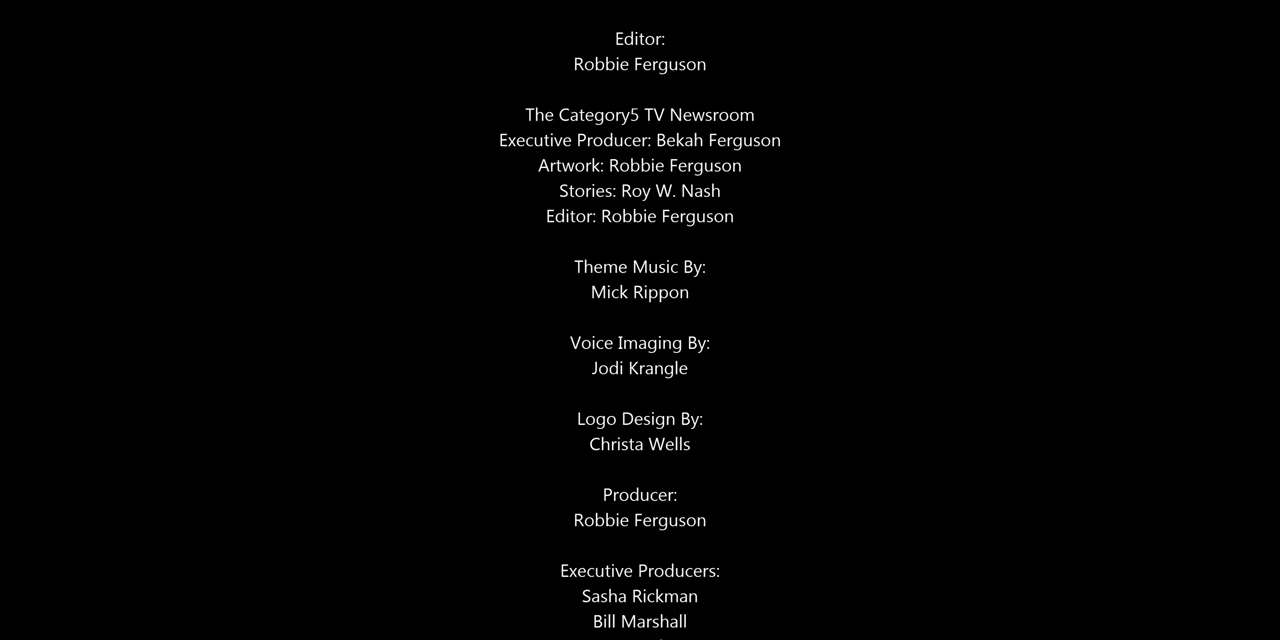 Editor:
Robbie Ferguson
The Category5 TV Newsroom
Executive Producer: Bekah Ferguson
Artwork: Robbie Ferguson
Stories: Roy W. Nash
Editor: Robbie Ferguson
Theme Music By:
Mick Rippon
Voice Imaging By:
Jodi Krangle
Logo Design By:
Christa Wells
Producer:
Robbie Ferguson
Executive Producers:
Sasha Rickman
Bill Marshall